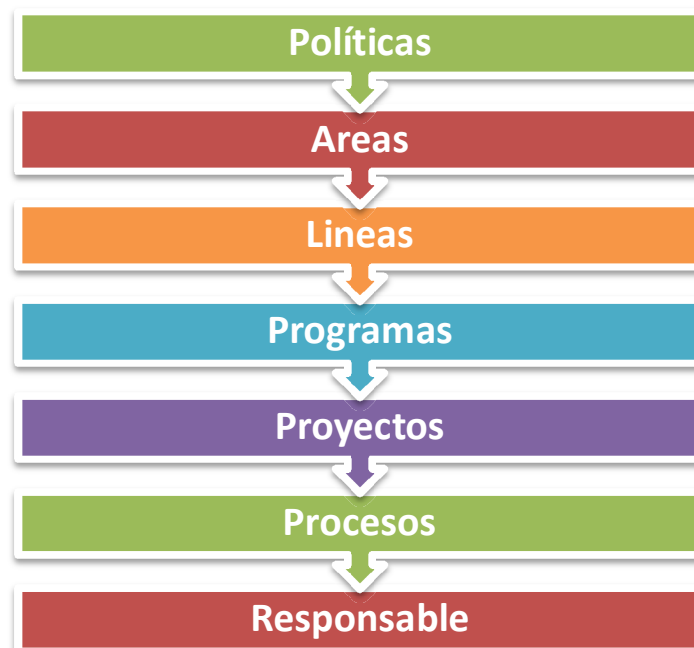 Políticas
Areas
Lineas
Programas
Proyectos
Procesos
Responsable